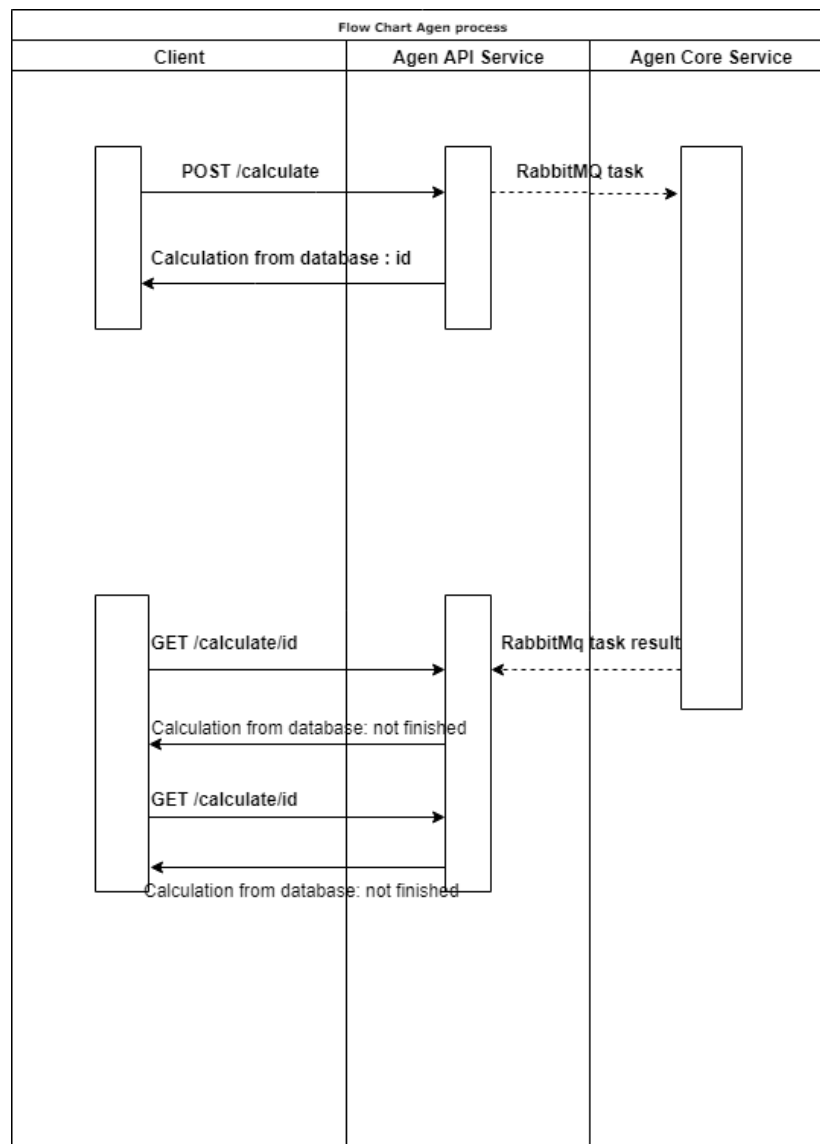 Flow Chart Agen process
Client
Agen API Service
Agen Core Service
POST /calculate
RabbitMQ task
Calculation from database : id
GET /calculate/id
RabbitMq task result
Calculation from database: not finished
GET /calculate/id
Calculation from database: not finished